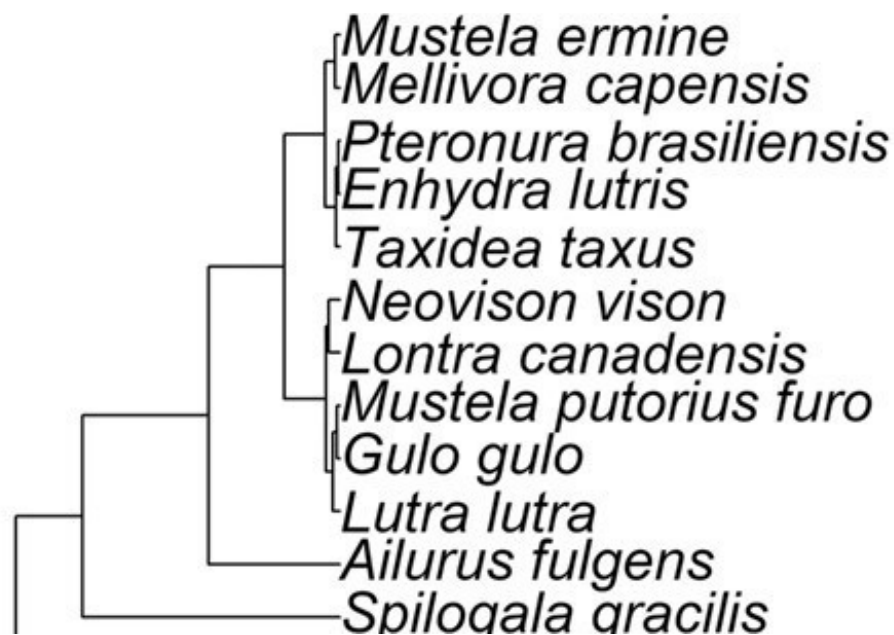 Mustela ermine
Mellivora capensis
Pteronura brasiliensis
Enhydra lutris
Taxidea taxus
Neovison vison
Lontra canadensis
Mustela putorius furo
Gulo gulo
Lutra lutra
Ailurus fulgens
Spilogala gracilis